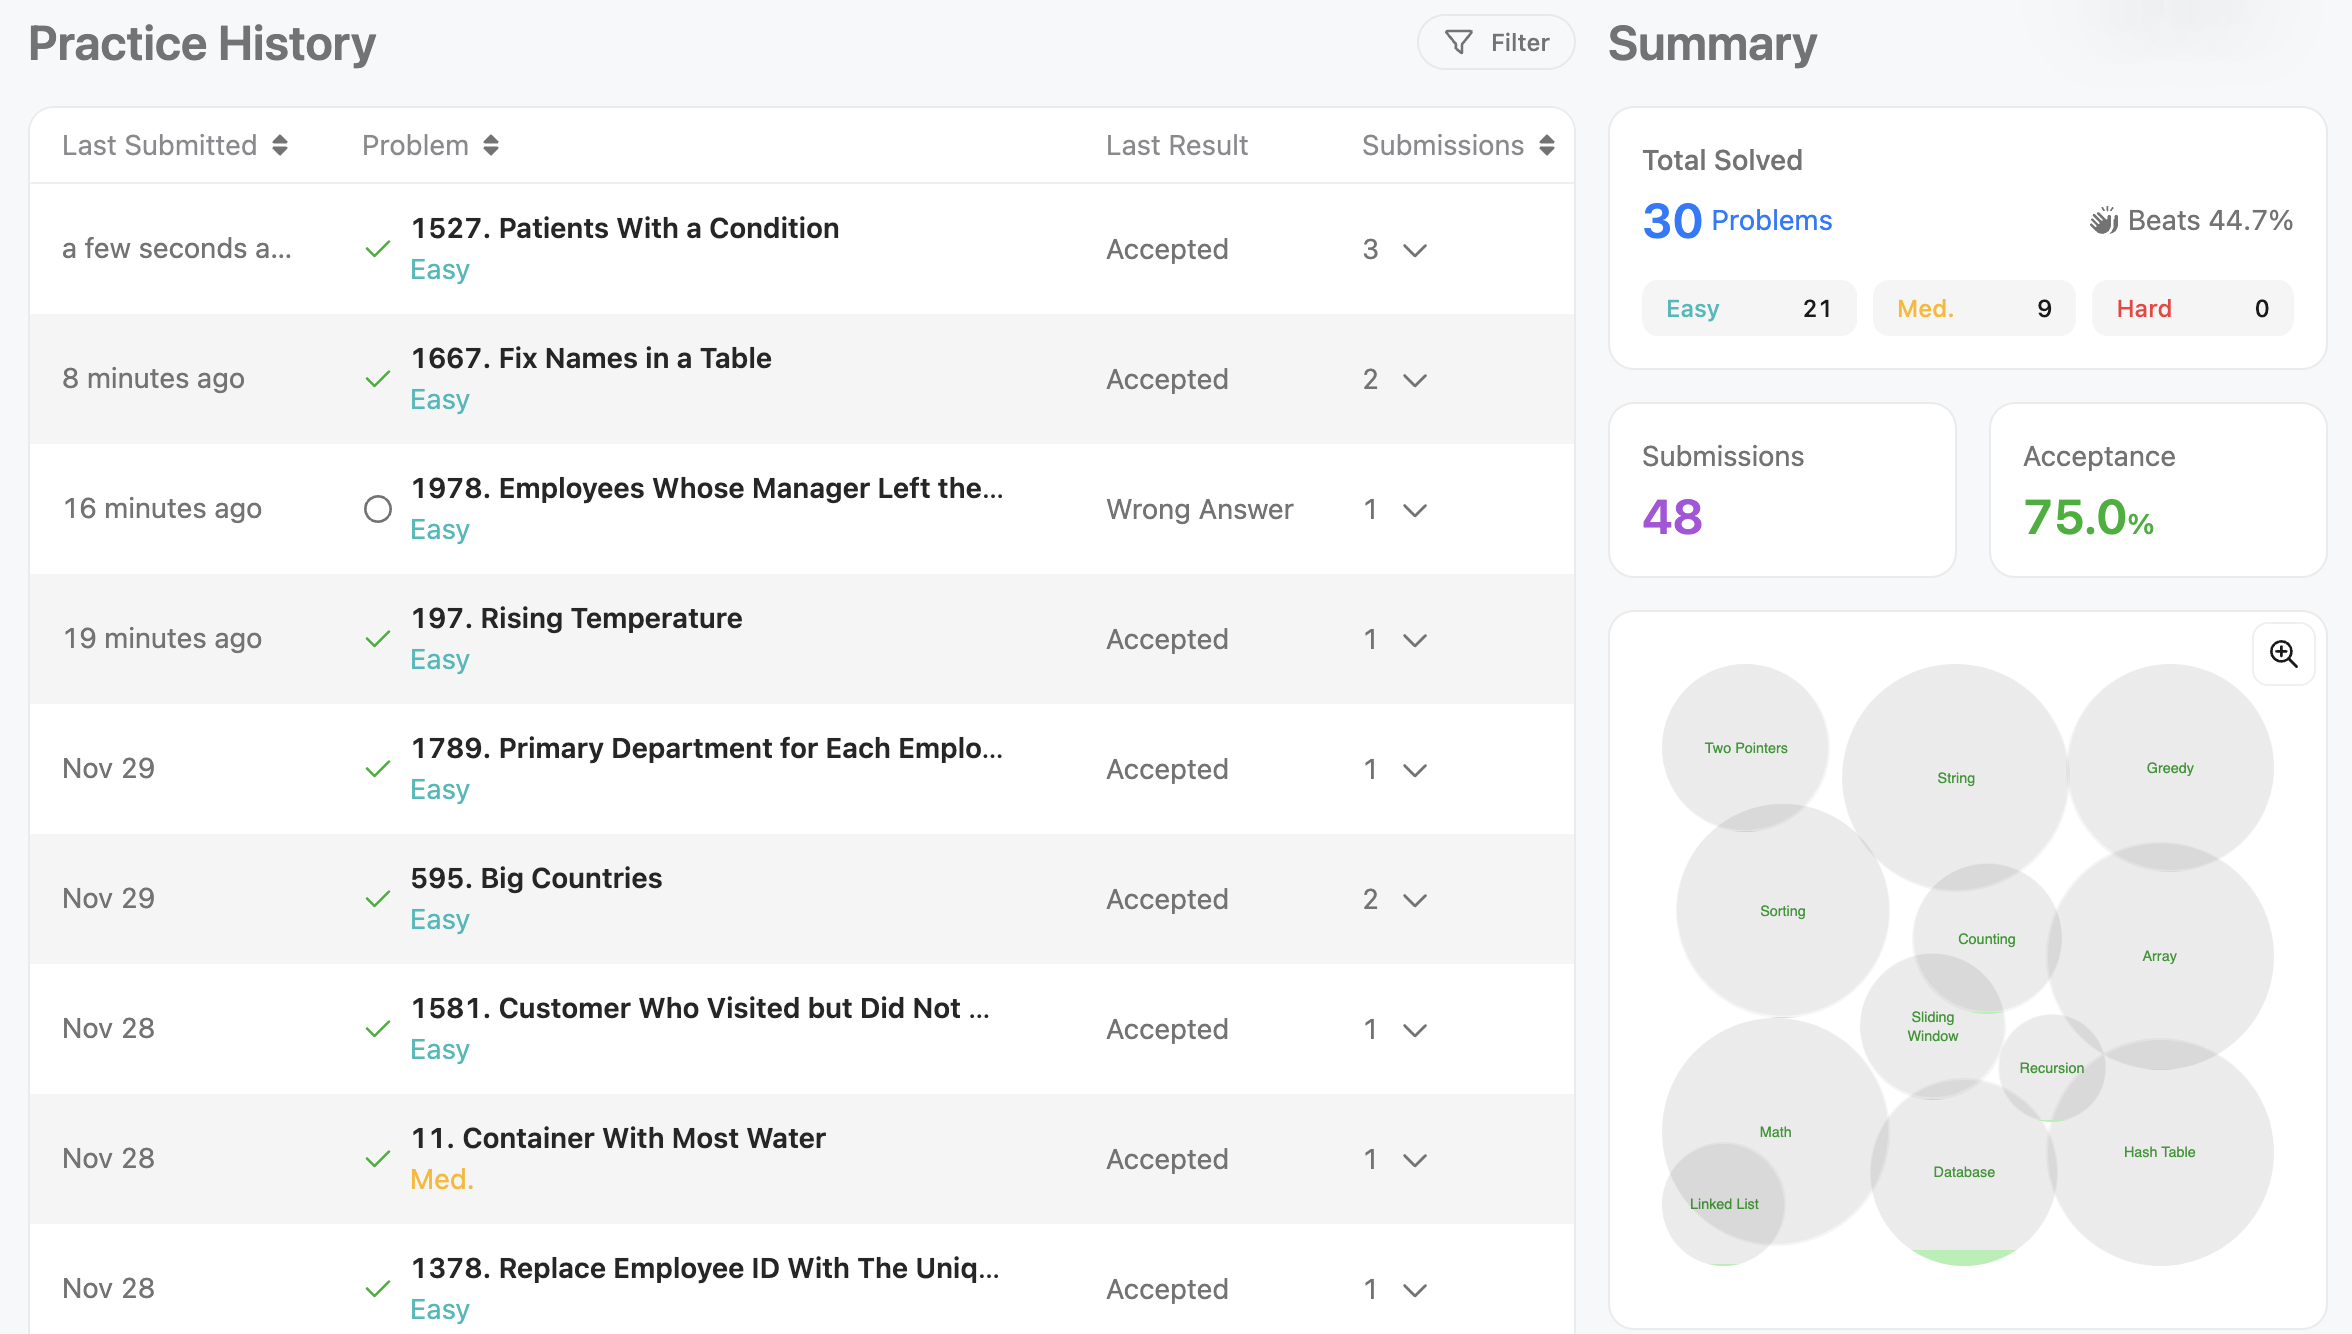 Practice History
Filter
Last Submitted Problem Last Result Submissions
a few seconds a... 1527. Patients With a Condition Accepted 3
Easy
8 minutes ago 1667. Fix Names in a Table Accepted 2
Easy
16 minutes ago 1978. Employees Whose Manager Left the... Wrong Answer 1
Easy
19 minutes ago 197. Rising Temperature Accepted 1
Easy
Nov 29 1789. Primary Department for Each Emplo... Accepted 1
Easy
Nov 29 595. Big Countries Accepted 2
Easy
Nov 28 1581. Customer Who Visited but Did Not ... Accepted 1
Easy
Nov 28 11. Container With Most Water Accepted 1
Med.
Nov 28 1378. Replace Employee ID With The Uniq... Accepted 1
Easy
Summary
Total Solved
30 Problems Beats 44.7%
Easy 21 Med. 9 Hard 0
Submissions
48
Acceptance
75.0%
Two Pointers
String
Greedy
Sorting
Counting
Array
Sliding
Window
Recursion
Math
Database
Hash Table
Linked List